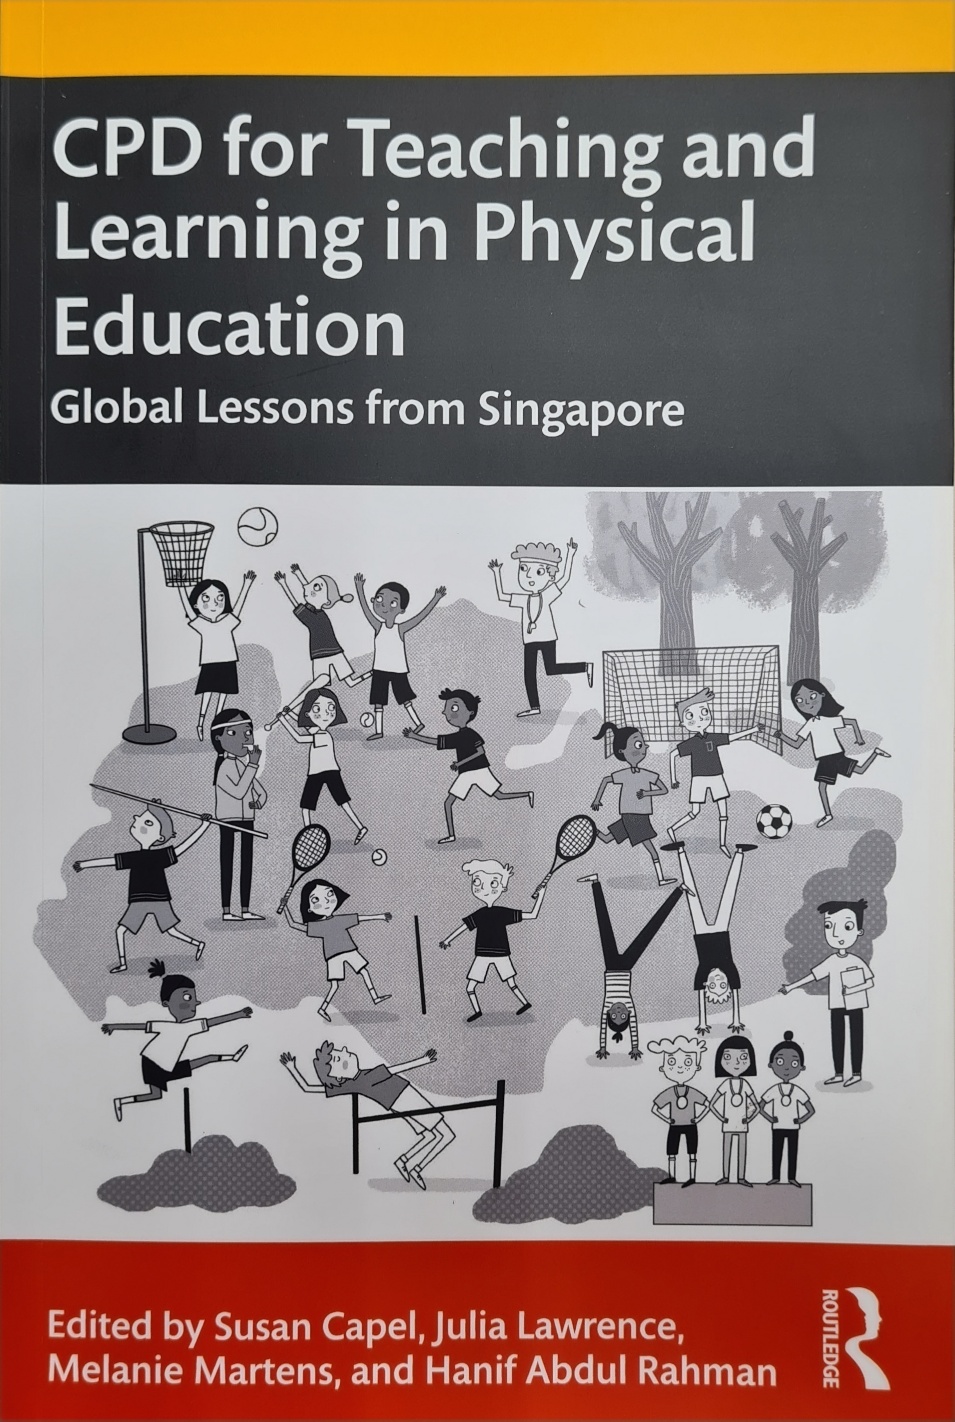 CPD for Teaching and
Learning in Physical
Education
Global Lessons from Singapore
Edited by Susan Capel, Julia Lawrence,
Melanie Martens, and Hanif Abdul Rahman
ROUTLEDGE